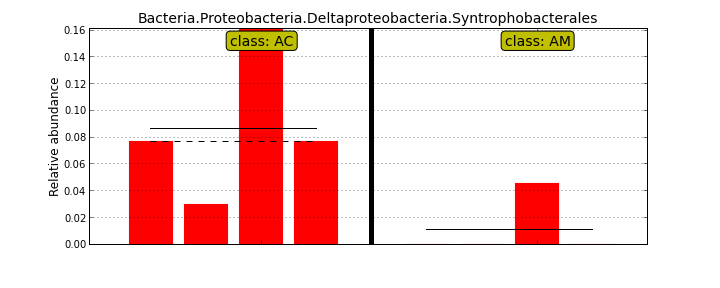 Bacteria.Proteobacteria.Deltaproteobacteria.Syntrophobacterales
class: AC
class: AM
Relative abundance
0.16
0.14
0.12
0.10
0.08
0.06
0.04
0.02
0.00